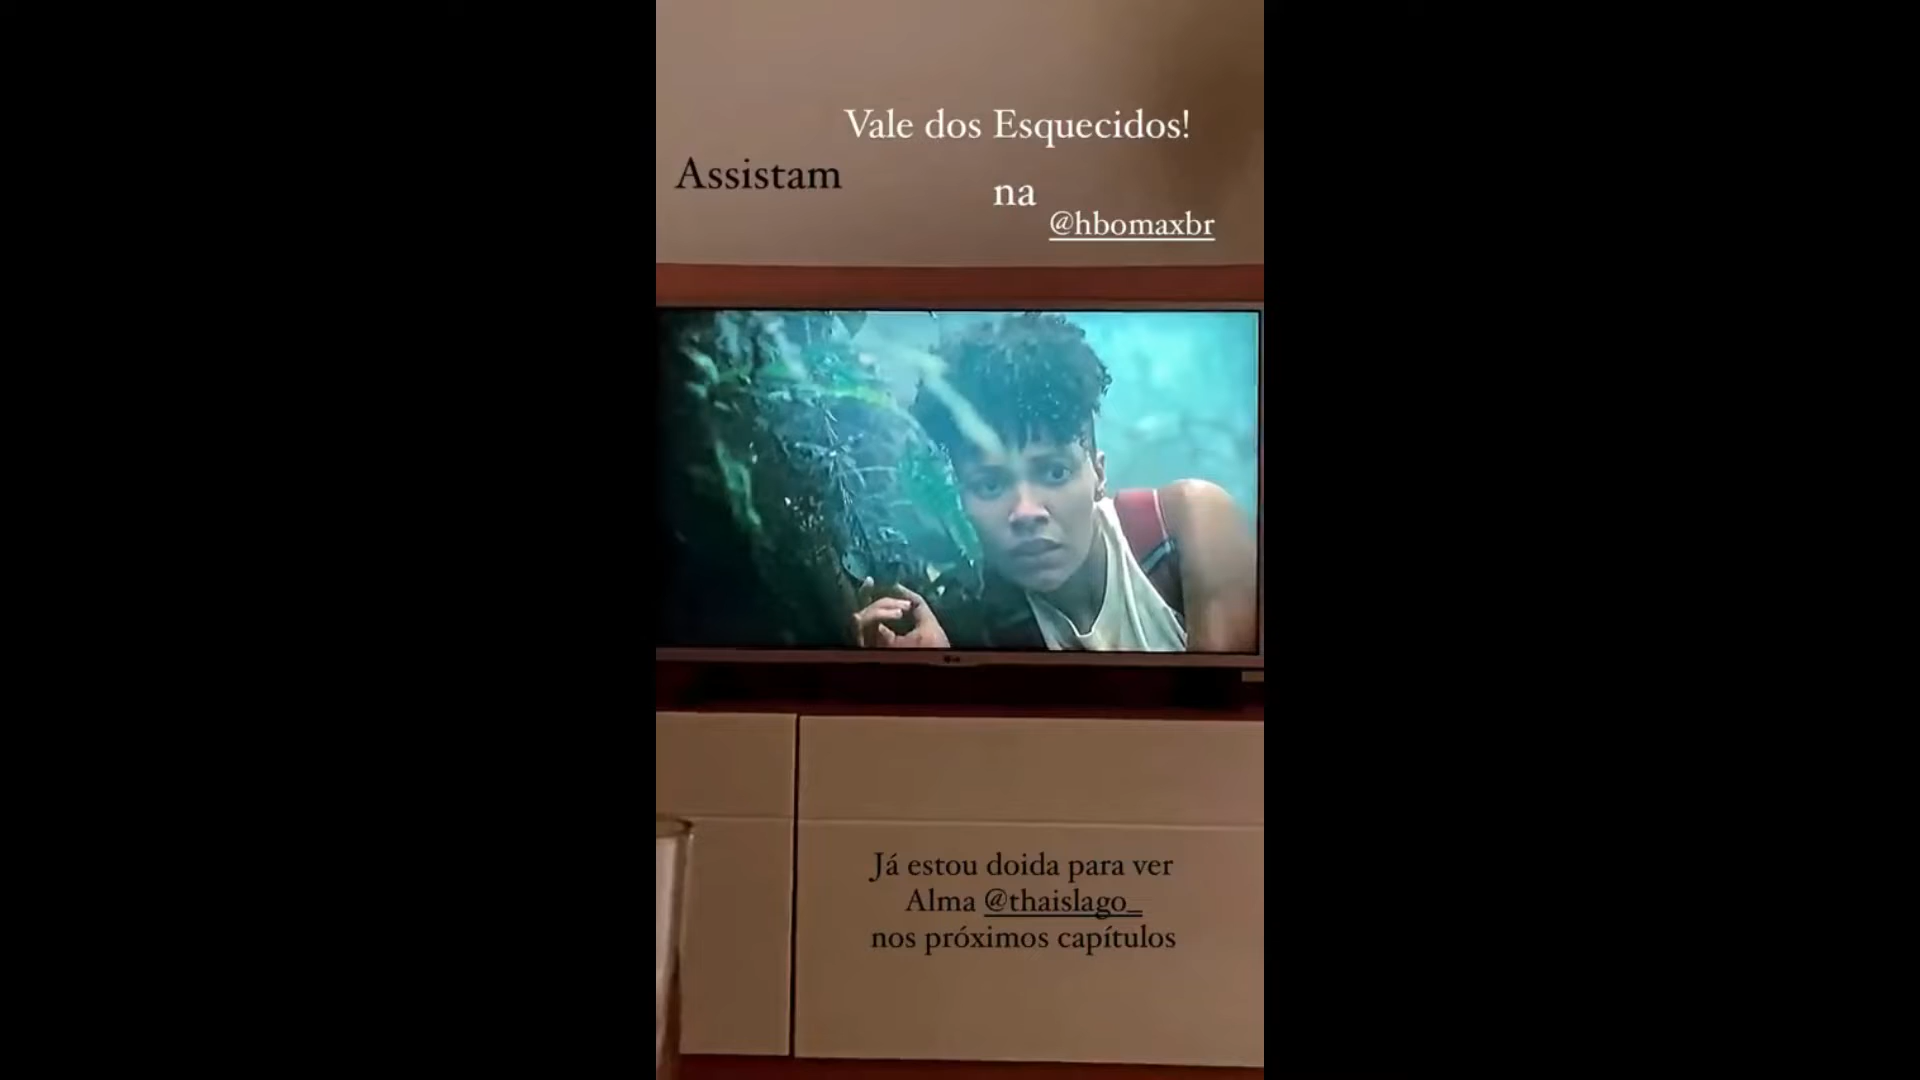 Vale dos Esquecidos!
Assistam
na
@hbomaxbr
Já estou doida para ver
Alma @thaislago_
nos próximos capítulos